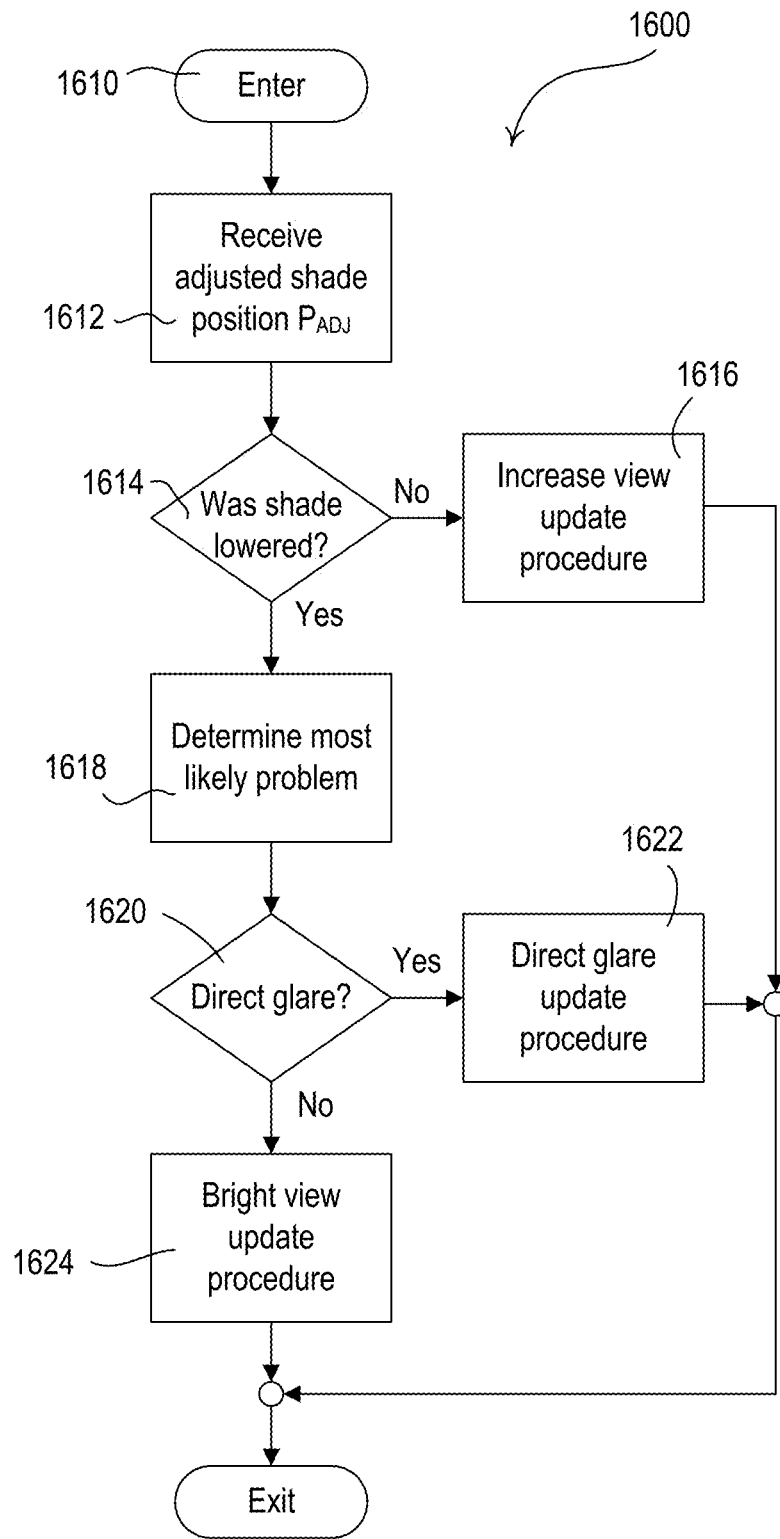 1600
1610
Enter
Receive
adjusted shade
position PADJ
1612
1616
1614
Was shade
lowered?
No
Increase view
update
procedure
Yes
Determine most
likely problem
1618
1622
1620
Direct glare?
Yes
Direct glare
update
procedure
No
Bright view
update
procedure
1624
Exit